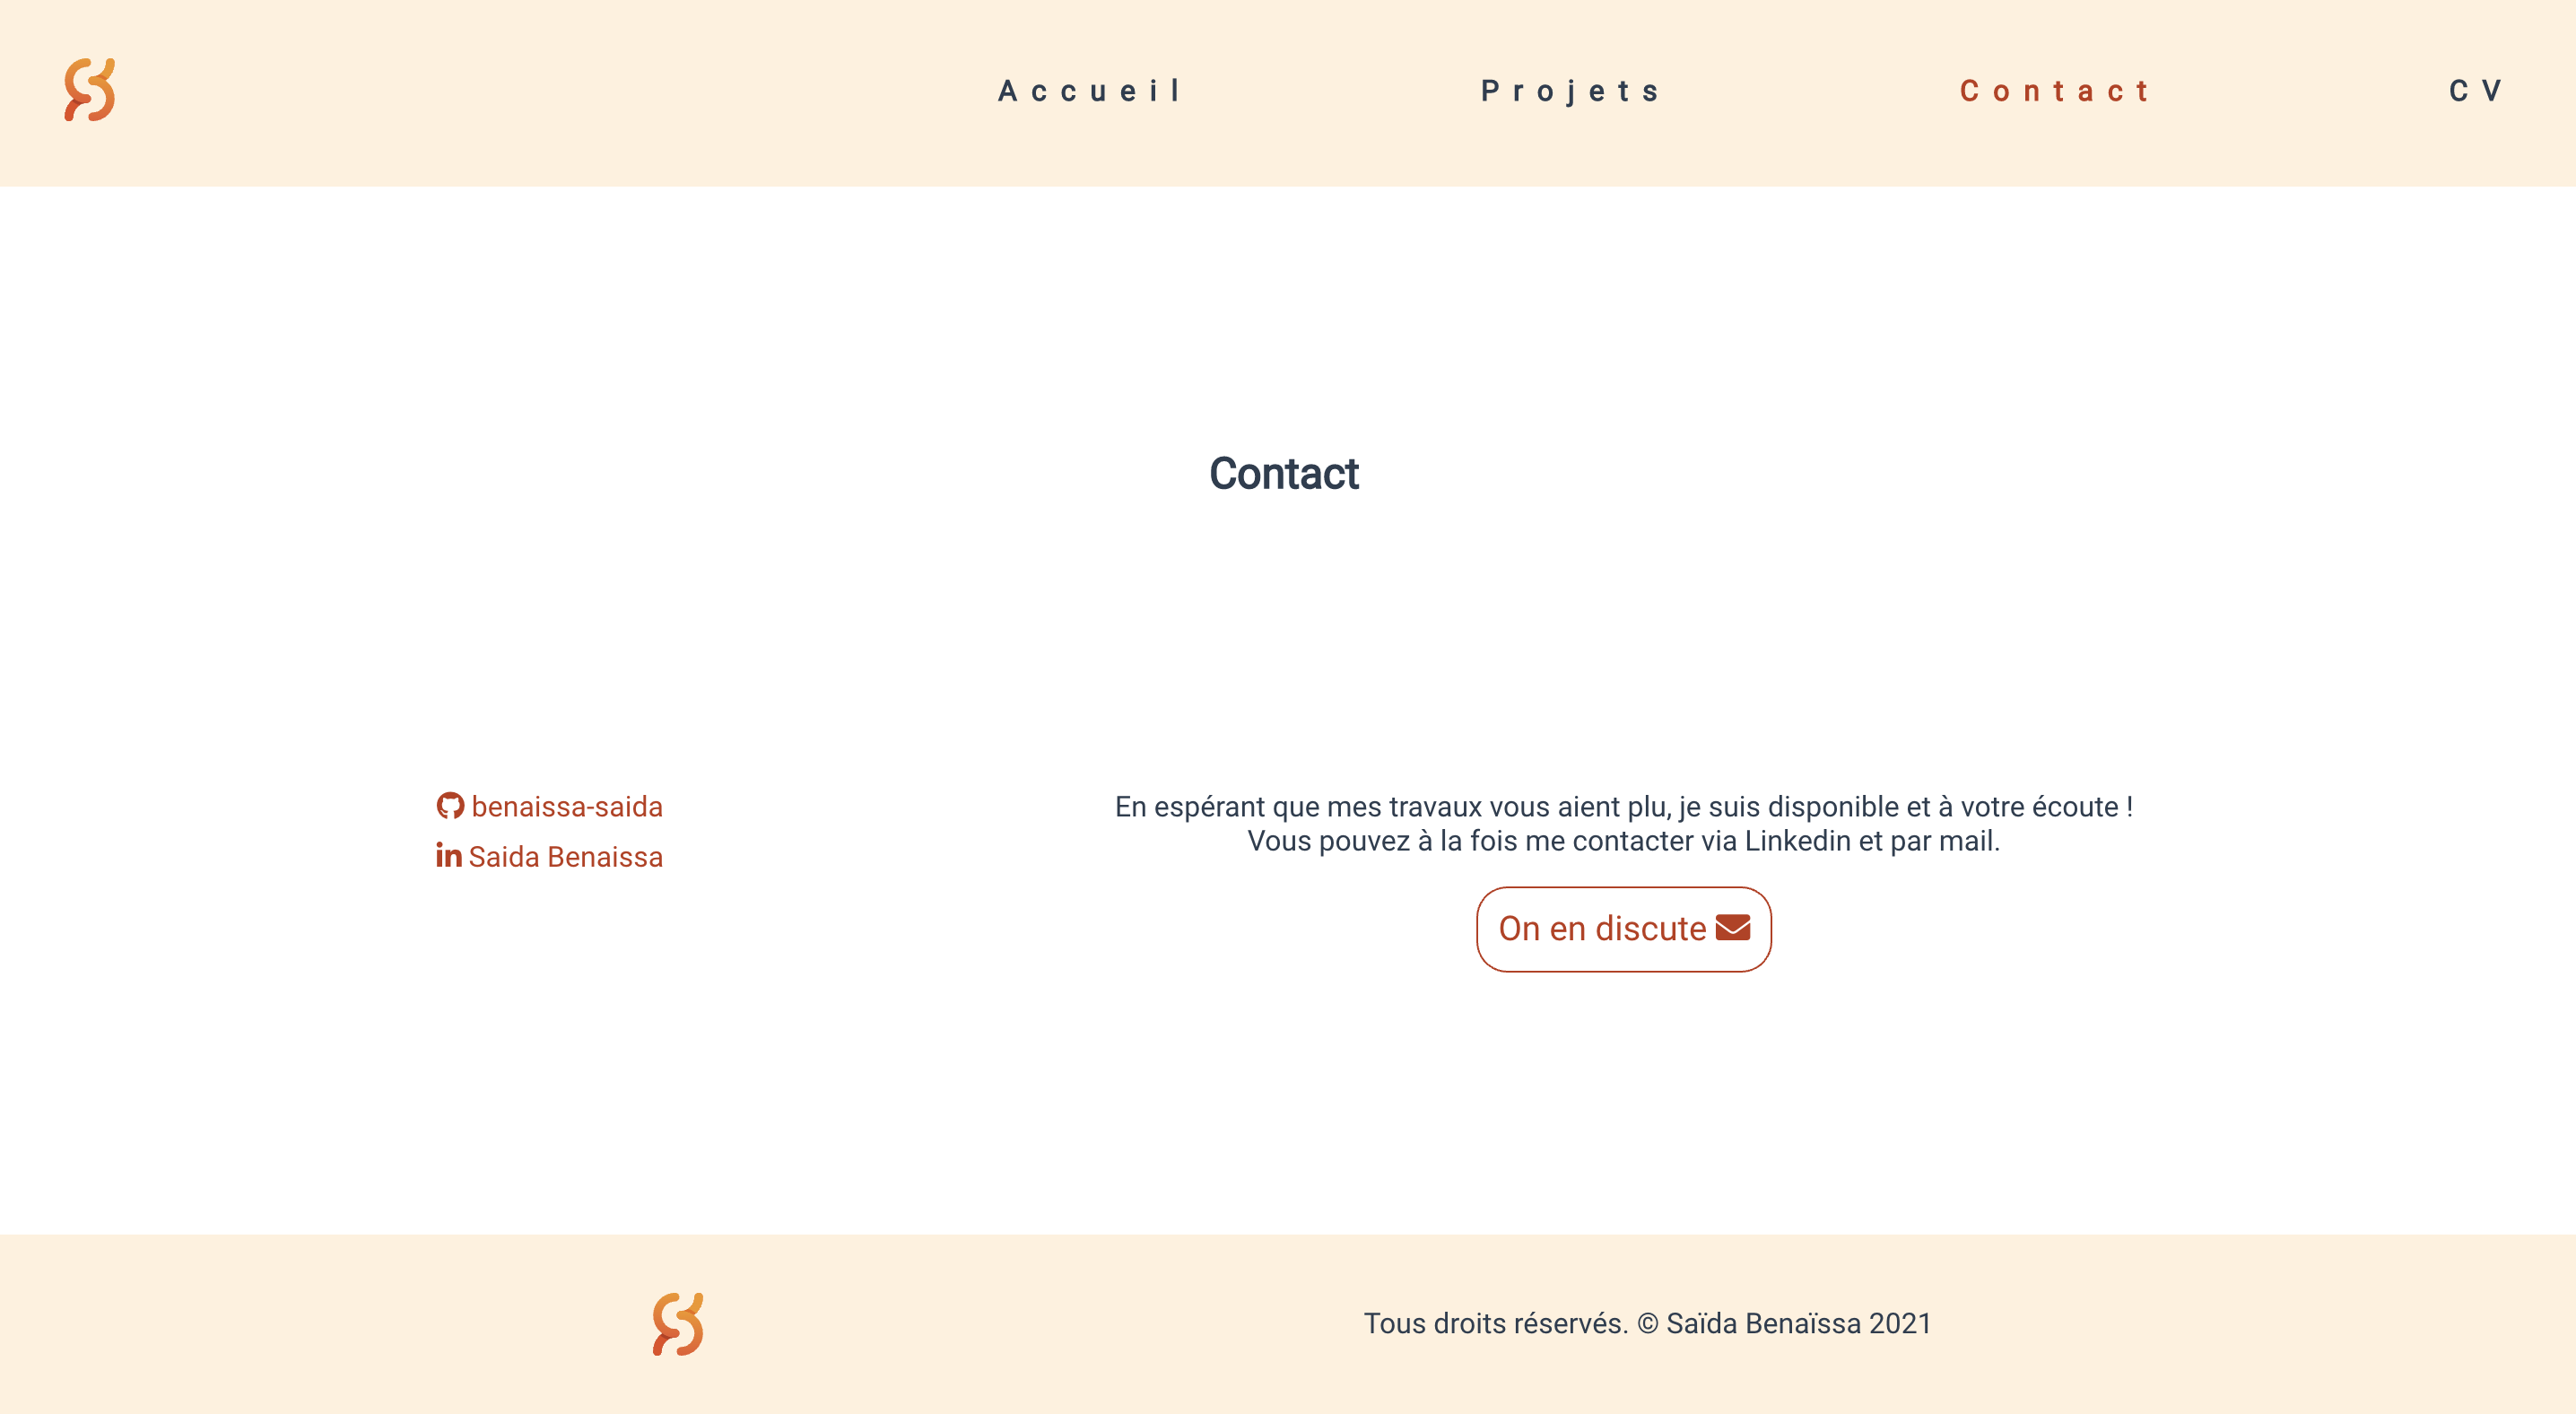 Accueil
Projets
Contact
CV
Contact
benaissa-saida
Saida Benaissa
En espérant que mes travaux vous aient plu, je suis disponible et à votre écoute !
Vous pouvez à la fois me contacter via Linkedin et par mail.
On en discute
Tous droits réservés. © Saïda Benaïssa 2021